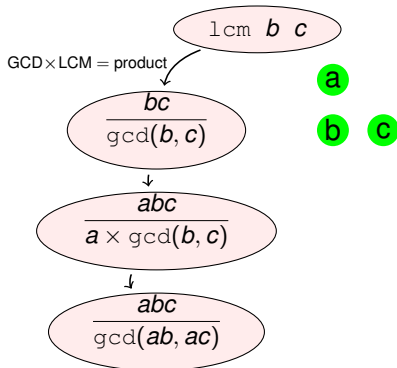 lcm b c
GCD×LCM = product
a
bc
gcd(b, c)
b c
abc
a × gcd(b, c)
abc
gcd(ab, ac)